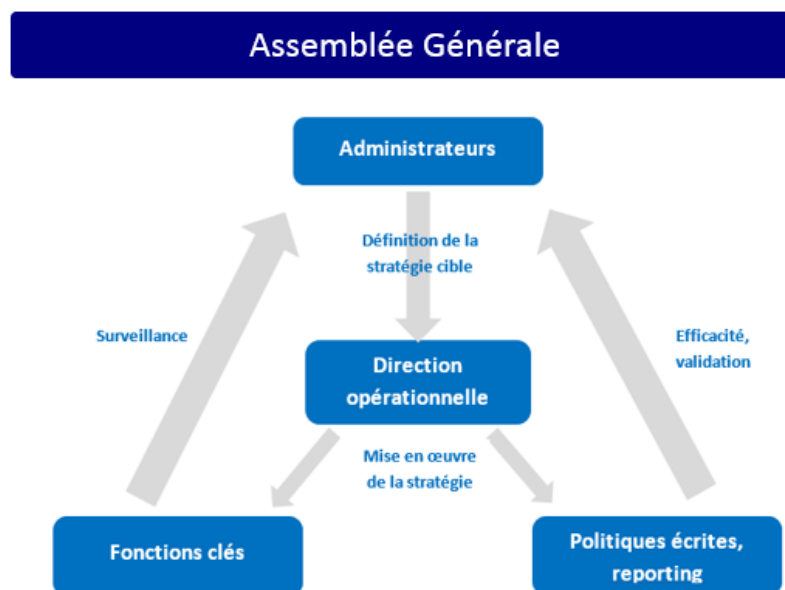 Assemblée Générale
Administrateurs
Définition de la
stratégie cible
Surveillance
Efficacité,
validation
Direction
opérationnelle
Mise en œuvre
de la stratégie
Fonctions clés
Politiques écrites,
reporting